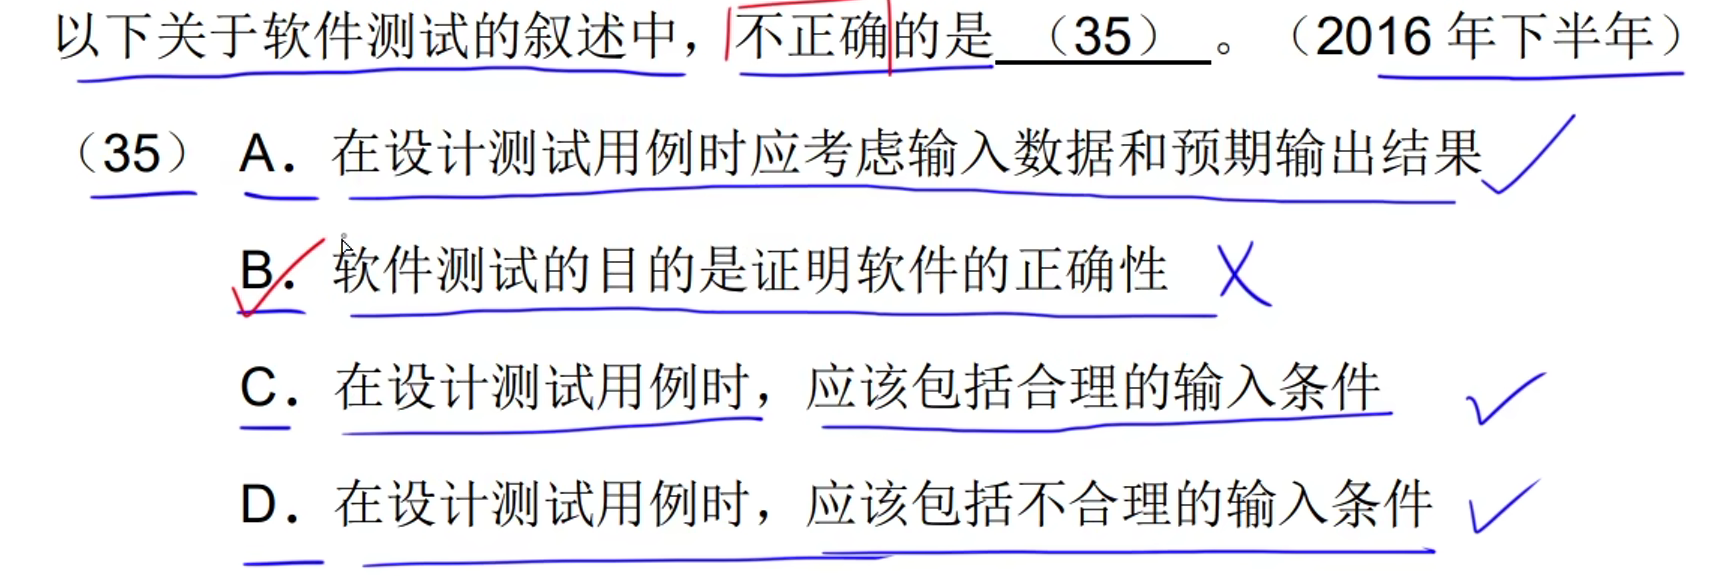 以下关于软件测试的叙述中，不正确的是 （35） 。（2016 年下半年）
（35） A． 在设计测试用例时应考虑输入数据和预期输出结果
B． 软件测试的目的是证明软件的正确性
C． 在设计测试用例时，应该包括合理的输入条件
D． 在设计测试用例时，应该包括不合理的输入条件